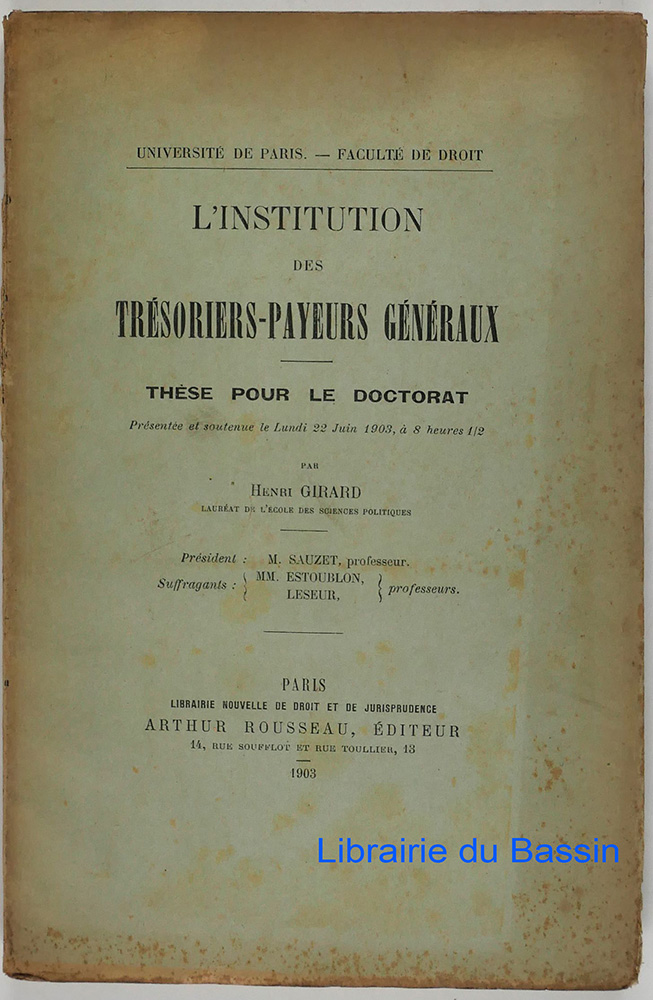 UNIVERSITÉ DE PARIS. — FACULTÉ DE DROIT
L'INSTITUTION
DES
TRÉSORIERS-PAYEURS GÉNÉRAUX
THÈSE POUR LE DOCTORAT
Présentée et soutenue le Lundi 22 Juin 1903, à 8 heures 1/2
PAR
HENRI GIRARD
LAURÉAT DE L'ÉCOLE DES SCIENCES POLITIQUES
Président : M. SAUZET, professeur.
Suffragants : { MM. ESTOUBLON, LESEUR, } professeurs.
PARIS
LIBRAIRIE NOUVELLE DE DROIT ET DE JURISPRUDENCE
ARTHUR ROUSSEAU, ÉDITEUR
14, RUE SOUFFLOT ET RUE TOULLIER, 13
1903
Librairie du Bassin